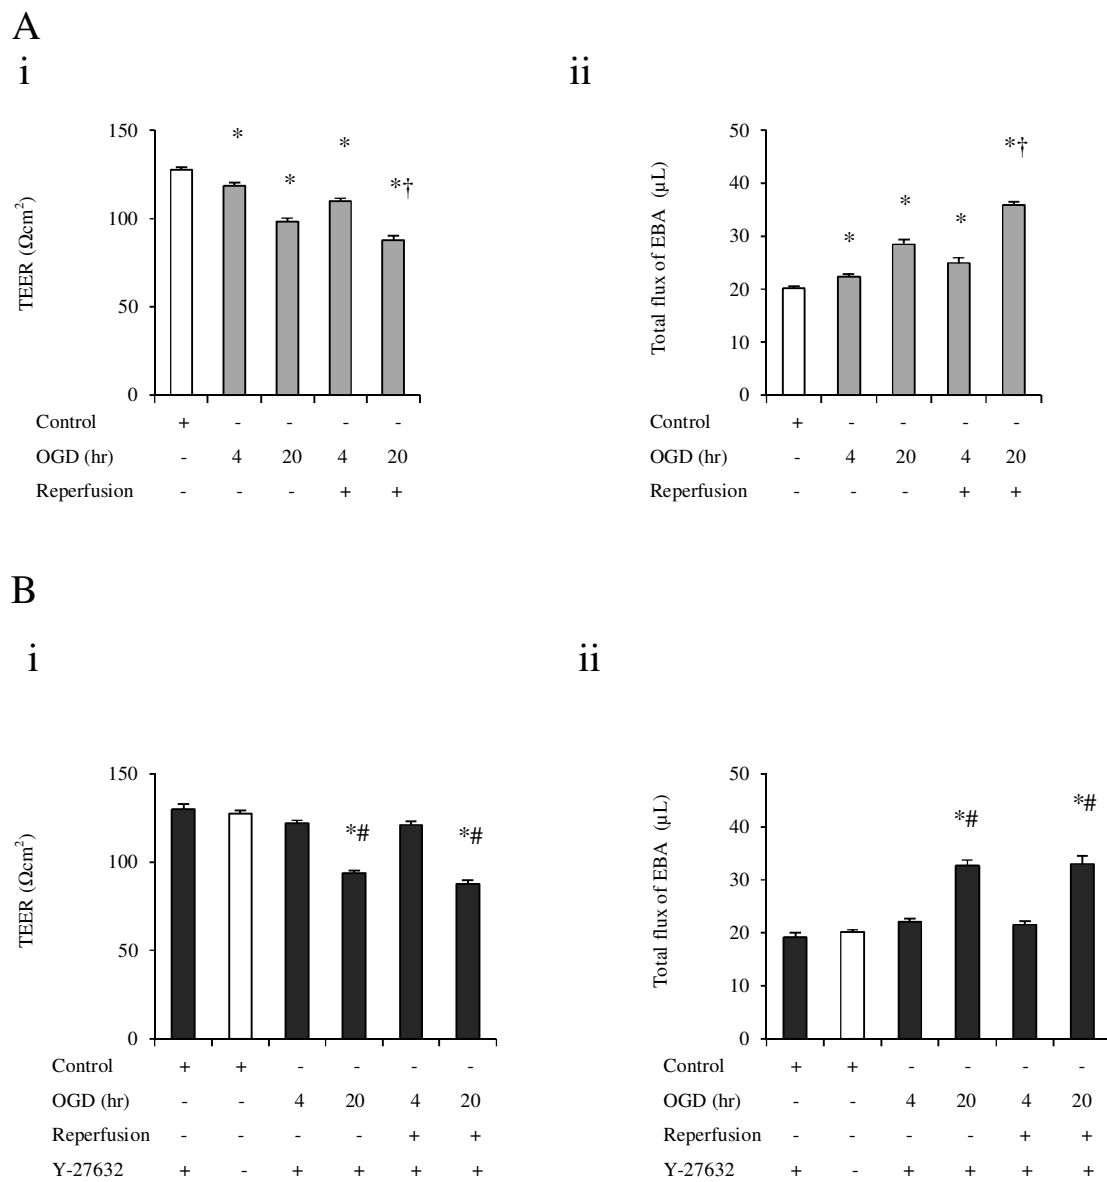 A
i
150
100
50
0
TEER (Ωcm²)
* * * *†
Control + - - - -
OGD (hr) - 4 20 4 20
Reperfusion - - - + +
ii
50
40
30
20
10
0
Total flux of EBA (µL)
* * * *†
Control + - - - -
OGD (hr) - 4 20 4 20
Reperfusion - - - + +
B
i
150
100
50
0
TEER (Ωcm²)
*# *#
Control + + - - - -
OGD (hr) - - 4 20 4 20
Reperfusion - - - - + +
Y-27632 + - + + + +
ii
50
40
30
20
10
0
Total flux of EBA (µL)
*# *#
Control + + - - - -
OGD (hr) - - 4 20 4 20
Reperfusion - - - - + +
Y-27632 + - + + + +